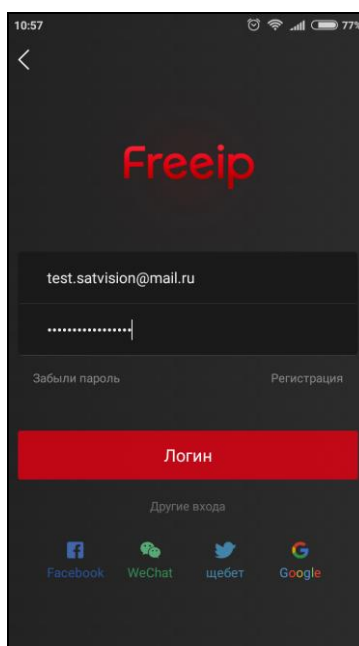 10:57 77%
Freeip
test.satvision@mail.ru
•••••••••••••••••
Забыли пароль Регистрация
Логин
Другие входа
Facebook WeChat щебет Google